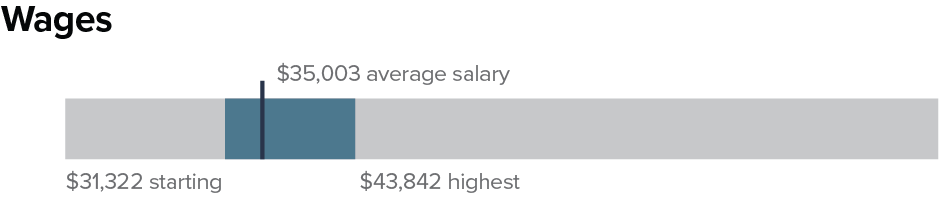 Wages
$35,003 average salary
$31,322 starting
$43,842 highest